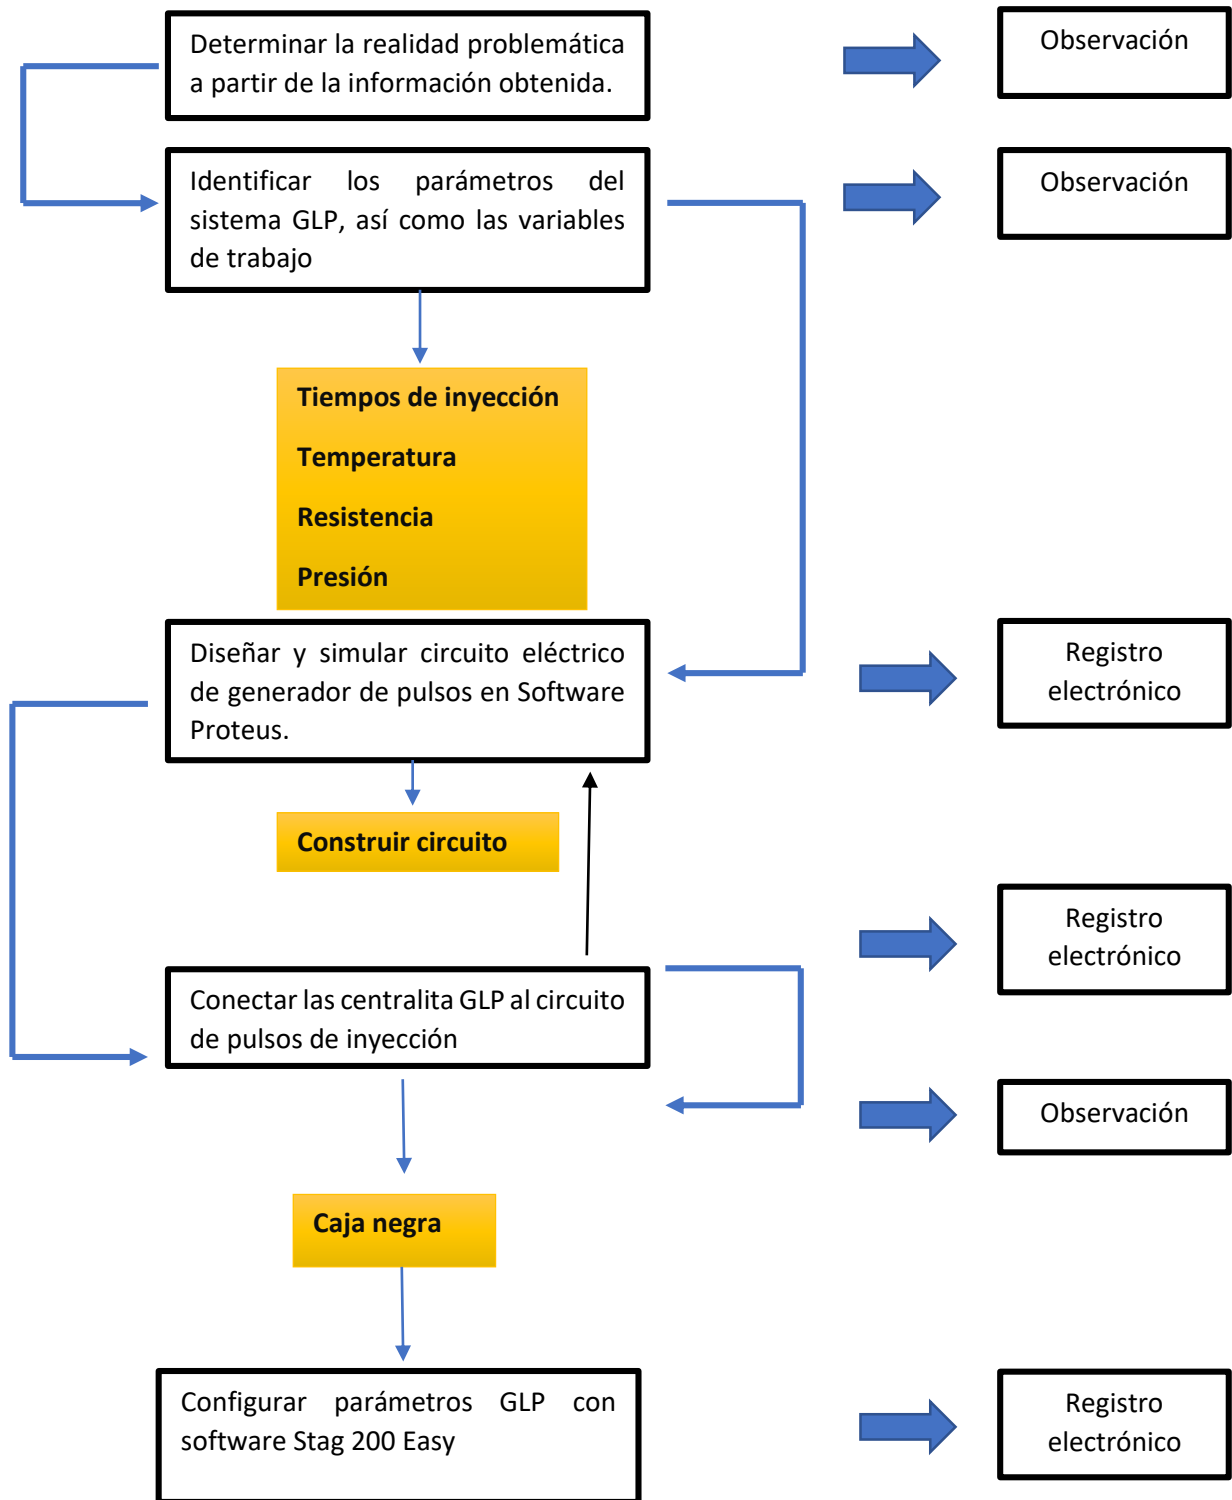 Determinar la realidad problemática
a partir de la información obtenida.
Observación
Identificar los parámetros del
sistema GLP, así como las variables
de trabajo
Observación
Tiempos de inyección
Temperatura
Resistencia
Presión
Diseñar y simular circuito eléctrico
de generador de pulsos en Software
Proteus.
Registro
electrónico
Construir circuito
Registro
electrónico
Conectar las centralita GLP al circuito
de pulsos de inyección
Observación
Caja negra
Configurar parámetros GLP con
software Stag 200 Easy
Registro
electrónico